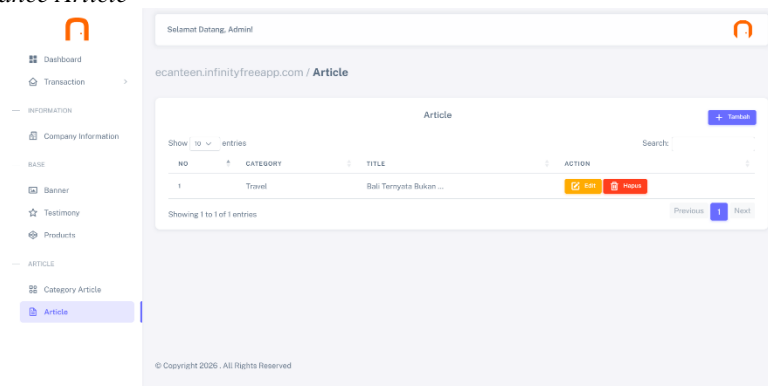 Article
Selamat Datang, Admin!
Dashboard
Transaction
ecanteen.infinityfreeapp.com / Article
INFORMATION
Company Information
Article
Tambah
BASE
Show 10 entries
Search:
NO CATEGORY TITLE ACTION
Banner
1 Travel Bali Ternyata Bukan ... Edit Hapus
Testimony
Showing 1 to 1 of 1 entries
Previous 1 Next
Products
ARTICLE
Category Article
Article
© Copyright 2026 . All Rights Reserved